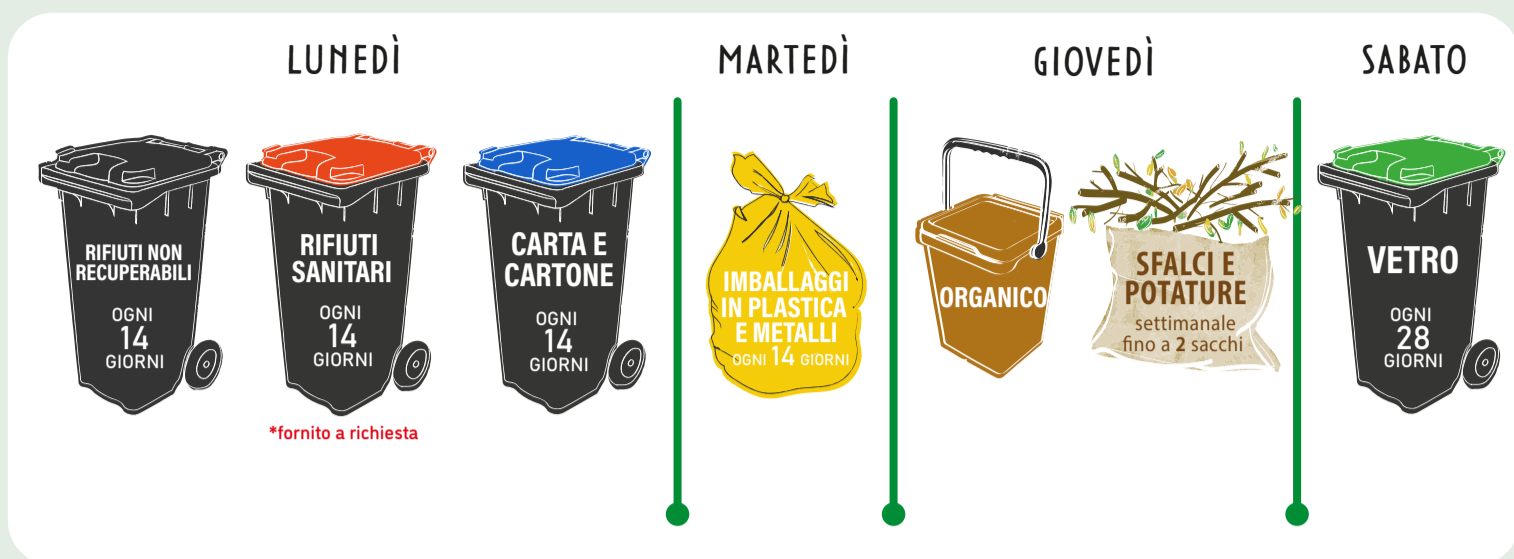 LUNEDÌ
RIFIUTI NON
RECUPERABILI
OGNI
14
GIORNI
RIFIUTI
SANITARI
OGNI
14
GIORNI
*fornito a richiesta
CARTA E
CARTONE
OGNI
14
GIORNI
MARTEDÌ
IMBALLAGGI
IN PLASTICA
E METALLI
OGNI 14 GIORNI
GIOVEDÌ
ORGANICO
SFALCI E
POTATURE
settimanale
fino a 2 sacchi
SABATO
VETRO
OGNI
28
GIORNI